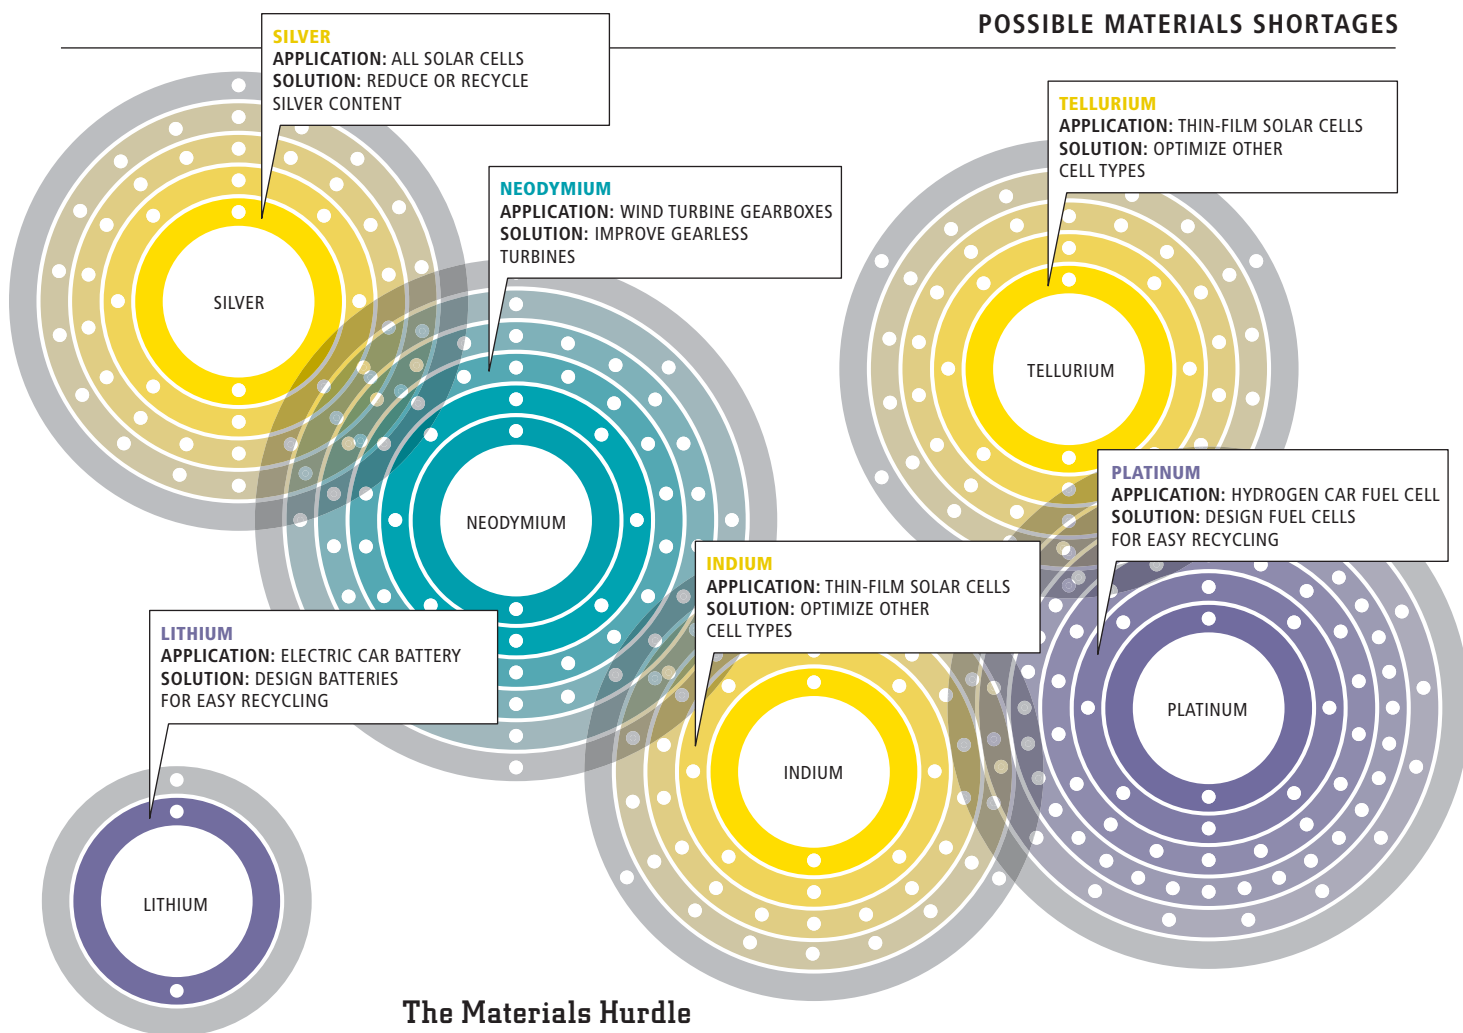 POSSIBLE MATERIALS SHORTAGES
SILVER
APPLICATION: ALL SOLAR CELLS
SOLUTION: REDUCE OR RECYCLE
SILVER CONTENT
TELLURIUM
APPLICATION: THIN-FILM SOLAR CELLS
SOLUTION: OPTIMIZE OTHER
CELL TYPES
NEODYMIUM
APPLICATION: WIND TURBINE GEARBOXES
SOLUTION: IMPROVE GEARLESS
TURBINES
SILVER
TELLURIUM
PLATINUM
APPLICATION: HYDROGEN CAR FUEL CELL
SOLUTION: DESIGN FUEL CELLS
FOR EASY RECYCLING
NEODYMIUM
INDIUM
APPLICATION: THIN-FILM SOLAR CELLS
SOLUTION: OPTIMIZE OTHER
CELL TYPES
LITHIUM
APPLICATION: ELECTRIC CAR BATTERY
SOLUTION: DESIGN BATTERIES
FOR EASY RECYCLING
PLATINUM
INDIUM
LITHIUM
The Materials Hurdle